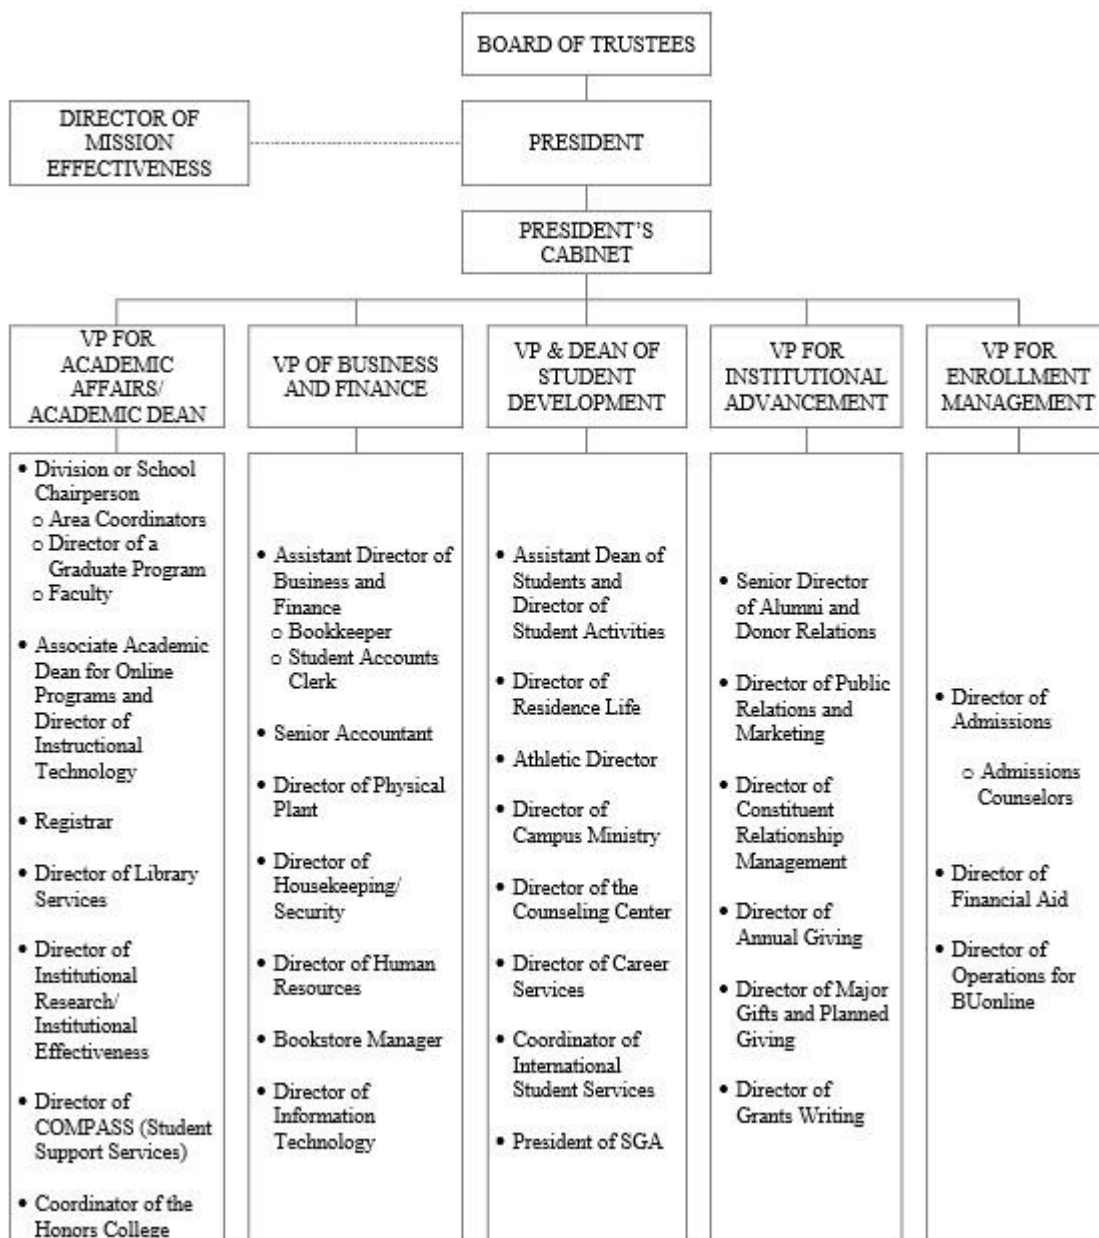 BOARD OF TRUSTEES
DIRECTOR OF
MISSION
EFFECTIVENESS
PRESIDENT
PRESIDENT’S
CABINET
VP FOR
ACADEMIC
AFFAIRS/
ACADEMIC DEAN
VP OF BUSINESS
AND FINANCE
VP & DEAN OF
STUDENT
DEVELOPMENT
VP FOR
INSTITUTIONAL
ADVANCEMENT
VP FOR
ENROLLMENT
MANAGEMENT
• Division or School
Chairperson
o Area Coordinators
o Director of a
Graduate Program
o Faculty
• Associate Academic
Dean for Online
Programs and
Director of
Instructional
Technology
• Registrar
• Director of Library
Services
• Director of
Institutional
Research/
Institutional
Effectiveness
• Director of
COMPASS (Student
Support Services)
• Coordinator of the
Honors College
• Assistant Director of
Business and
Finance
o Bookkeeper
o Student Accounts
Clerk
• Senior Accountant
• Director of Physical
Plant
• Director of
Housekeeping/
Security
• Director of Human
Resources
• Bookstore Manager
• Director of
Information
Technology
• Assistant Dean of
Students and
Director of
Student Activities
• Director of
Residence Life
• Athletic Director
• Director of
Campus Ministry
• Director of the
Counseling Center
• Director of Career
Services
• Coordinator of
International
Student Services
• President of SGA
• Senior Director
of Alumni and
Donor Relations
• Director of Public
Relations and
Marketing
• Director of
Constituent
Relationship
Management
• Director of
Annual Giving
• Director of Major
Gifts and Planned
Giving
• Director of
Grants Writing
• Director of
Admissions
o Admissions
Counselors
• Director of
Financial Aid
• Director of
Operations for
BUonline